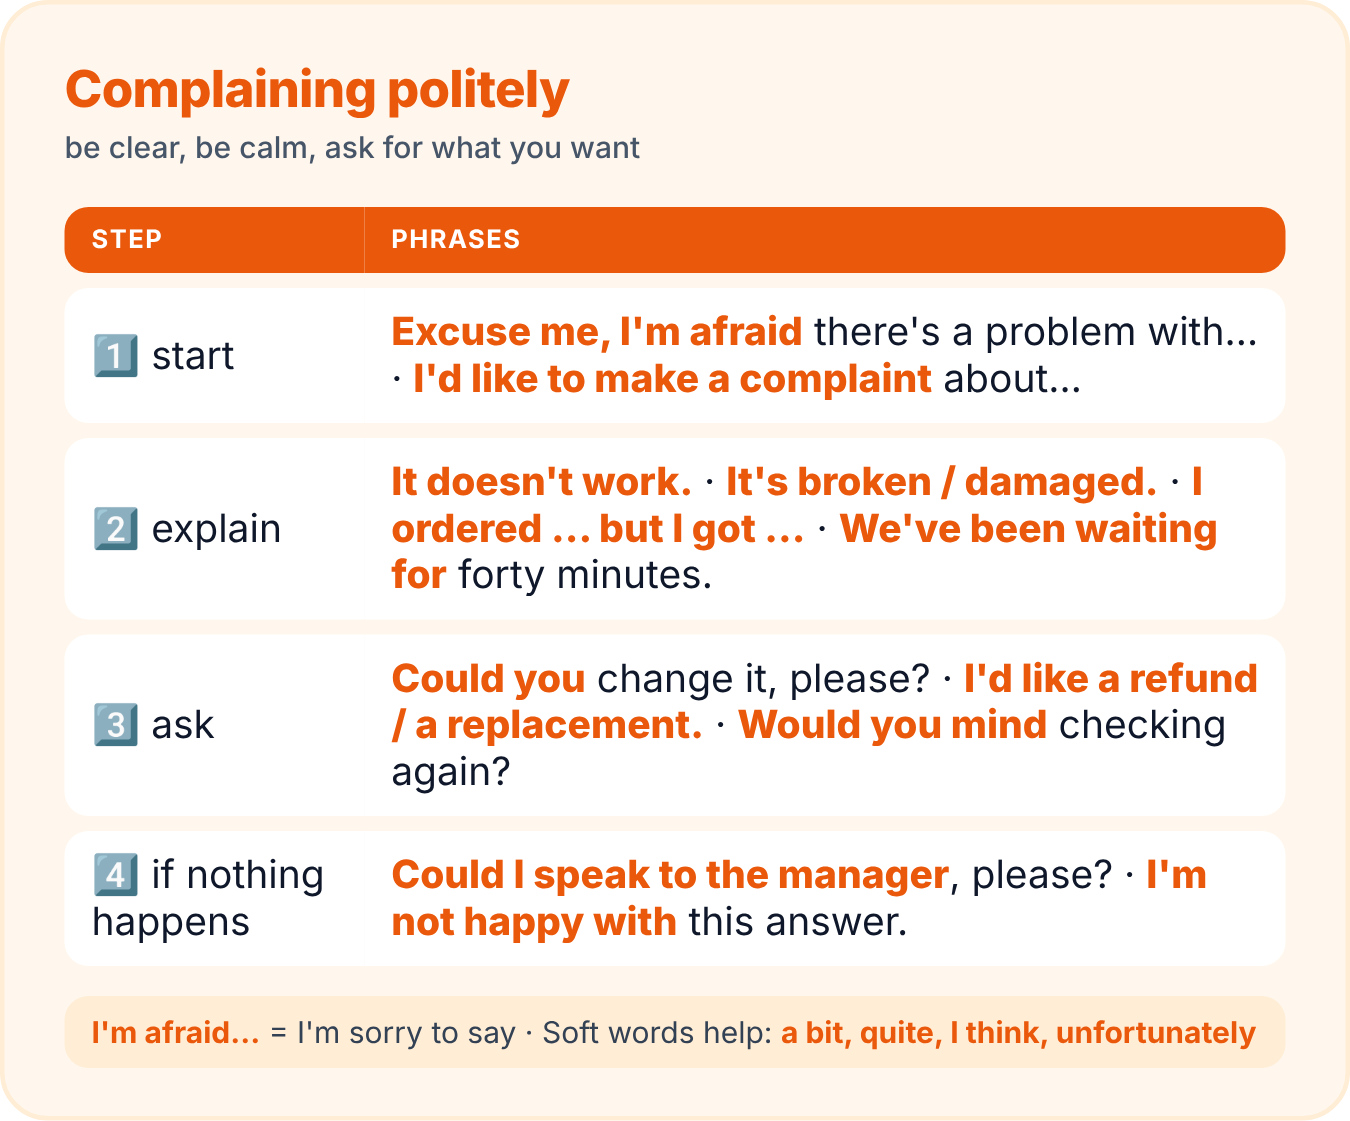 Complaining politely
be clear, be calm, ask for what you want
STEP
PHRASES
1️⃣ start
Excuse me, I'm afraid there's a problem with…
· I'd like to make a complaint about…
2️⃣ explain
It doesn't work. · It's broken / damaged. · I
ordered … but I got … · We've been waiting
for forty minutes.
3️⃣ ask
Could you change it, please? · I'd like a refund
/ a replacement. · Would you mind checking
again?
4️⃣ if nothing
happens
Could I speak to the manager, please? · I'm
not happy with this answer.
I'm afraid… = I'm sorry to say · Soft words help: a bit, quite, I think, unfortunately